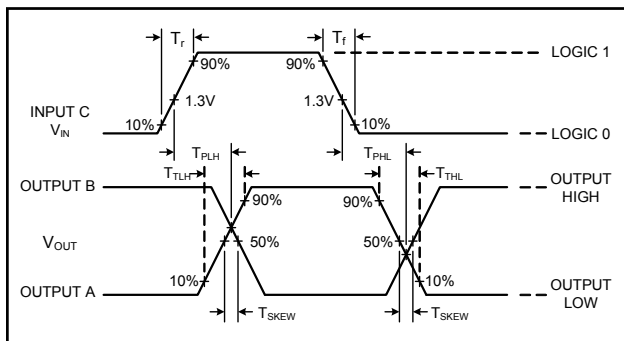 Tr
Tf
90%
90%
LOGIC 1
1.3V
1.3V
INPUT C
VIN
10%
10%
LOGIC 0
TPLH
TPHL
TTLH
TTHL
OUTPUT B
OUTPUT
HIGH
90%
90%
VOUT
50%
50%
10%
10%
OUTPUT A
OUTPUT
LOW
TSKEW
TSKEW